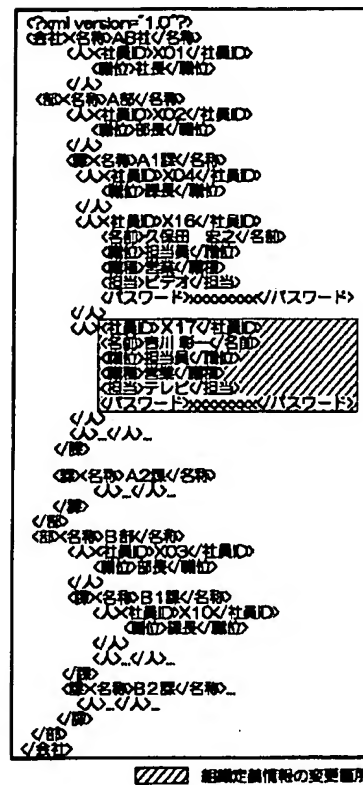 <?xml version="1.0"?>
<会社><名称>AB社</名称>
<人><社員ID>X01</社員ID>
<職位>社長</職位>
</人>
<部><名称>A部</名称>
<人><社員ID>X02</社員ID>
<職位>部長</職位>
</人>
<課><名称>A1課</名称>
<人><社員ID>X04</社員ID>
<職位>課長</職位>
</人>
<人><社員ID>X16</社員ID>
<名前>久保田 宏之</名前>
<職位>担当員</職位>
<職種>営業</職種>
<担当>ビデオ</担当>
</パスワード>xxxxxxxx</パスワード>
</人>
<人><社員ID>X17</社員ID>
<名前>吉川 彰一</名前>
<職位>担当員</職位>
<職種>営業</職種>
<担当>テレビ</担当>
</パスワード>xxxxxxxx</パスワード>
</人>
<人>…</人>…
</課>
<課><名称>A2課</名称>
<人>…</人>…
</課>
</部>
<部><名称>B部</名称>
<人><社員ID>X03</社員ID>
<職位>部長</職位>
</人>
<課><名称>B1課</名称>
<人><社員ID>X10</社員ID>
<職位>課長</職位>
</人>
<人>…</人>…
</課>
<課><名称>B2課</名称>…
<人>…</人>…
</課>
</部>
</会社>
組織定義情報の変更箇所